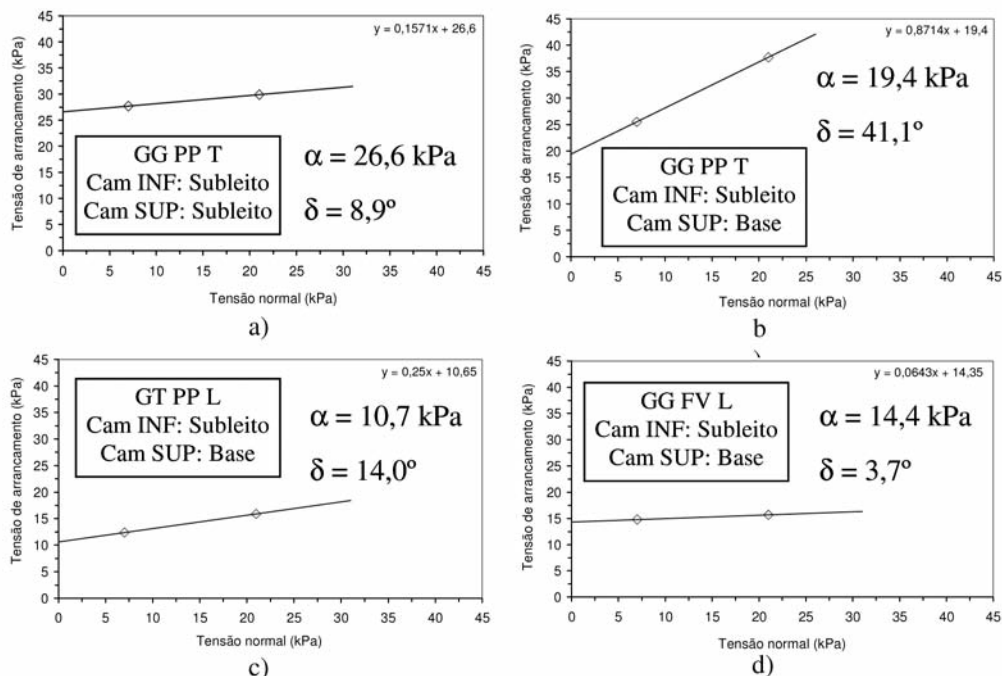 y = 0,1571x + 26,6
Tensão de arrancamento (kPa)
45
40
35
30
25
20
15
10
5
0
GG PP T
Cam INF: Subleito
Cam SUP: Subleito
α = 26,6 kPa
δ = 8,9º
0 5 10 15 20 25 30 35 40 45
Tensão normal (kPa)
a)
y = 0,8714x + 19,4
Tensão de arrancamento (kPa)
45
40
35
30
25
20
15
10
5
0
α = 19,4 kPa
δ = 41,1º
GG PP T
Cam INF: Subleito
Cam SUP: Base
0 5 10 15 20 25 30 35 40 45
Tensão normal (kPa)
b
y = 0,25x + 10,65
Tensão de arrancamento (kPa)
45
40
35
30
25
20
15
10
5
0
GT PP L
Cam INF: Subleito
Cam SUP: Base
α = 10,7 kPa
δ = 14,0º
0 5 10 15 20 25 30 35 40 45
Tensão normal (kPa)
c)
y = 0,0643x + 14,35
Tensão de arrancamento (kPa)
45
40
35
30
25
20
15
10
5
0
GG FV L
Cam INF: Subleito
Cam SUP: Base
α = 14,4 kPa
δ = 3,7º
0 5 10 15 20 25 30 35 40 45
Tensão normal (kPa)
d)